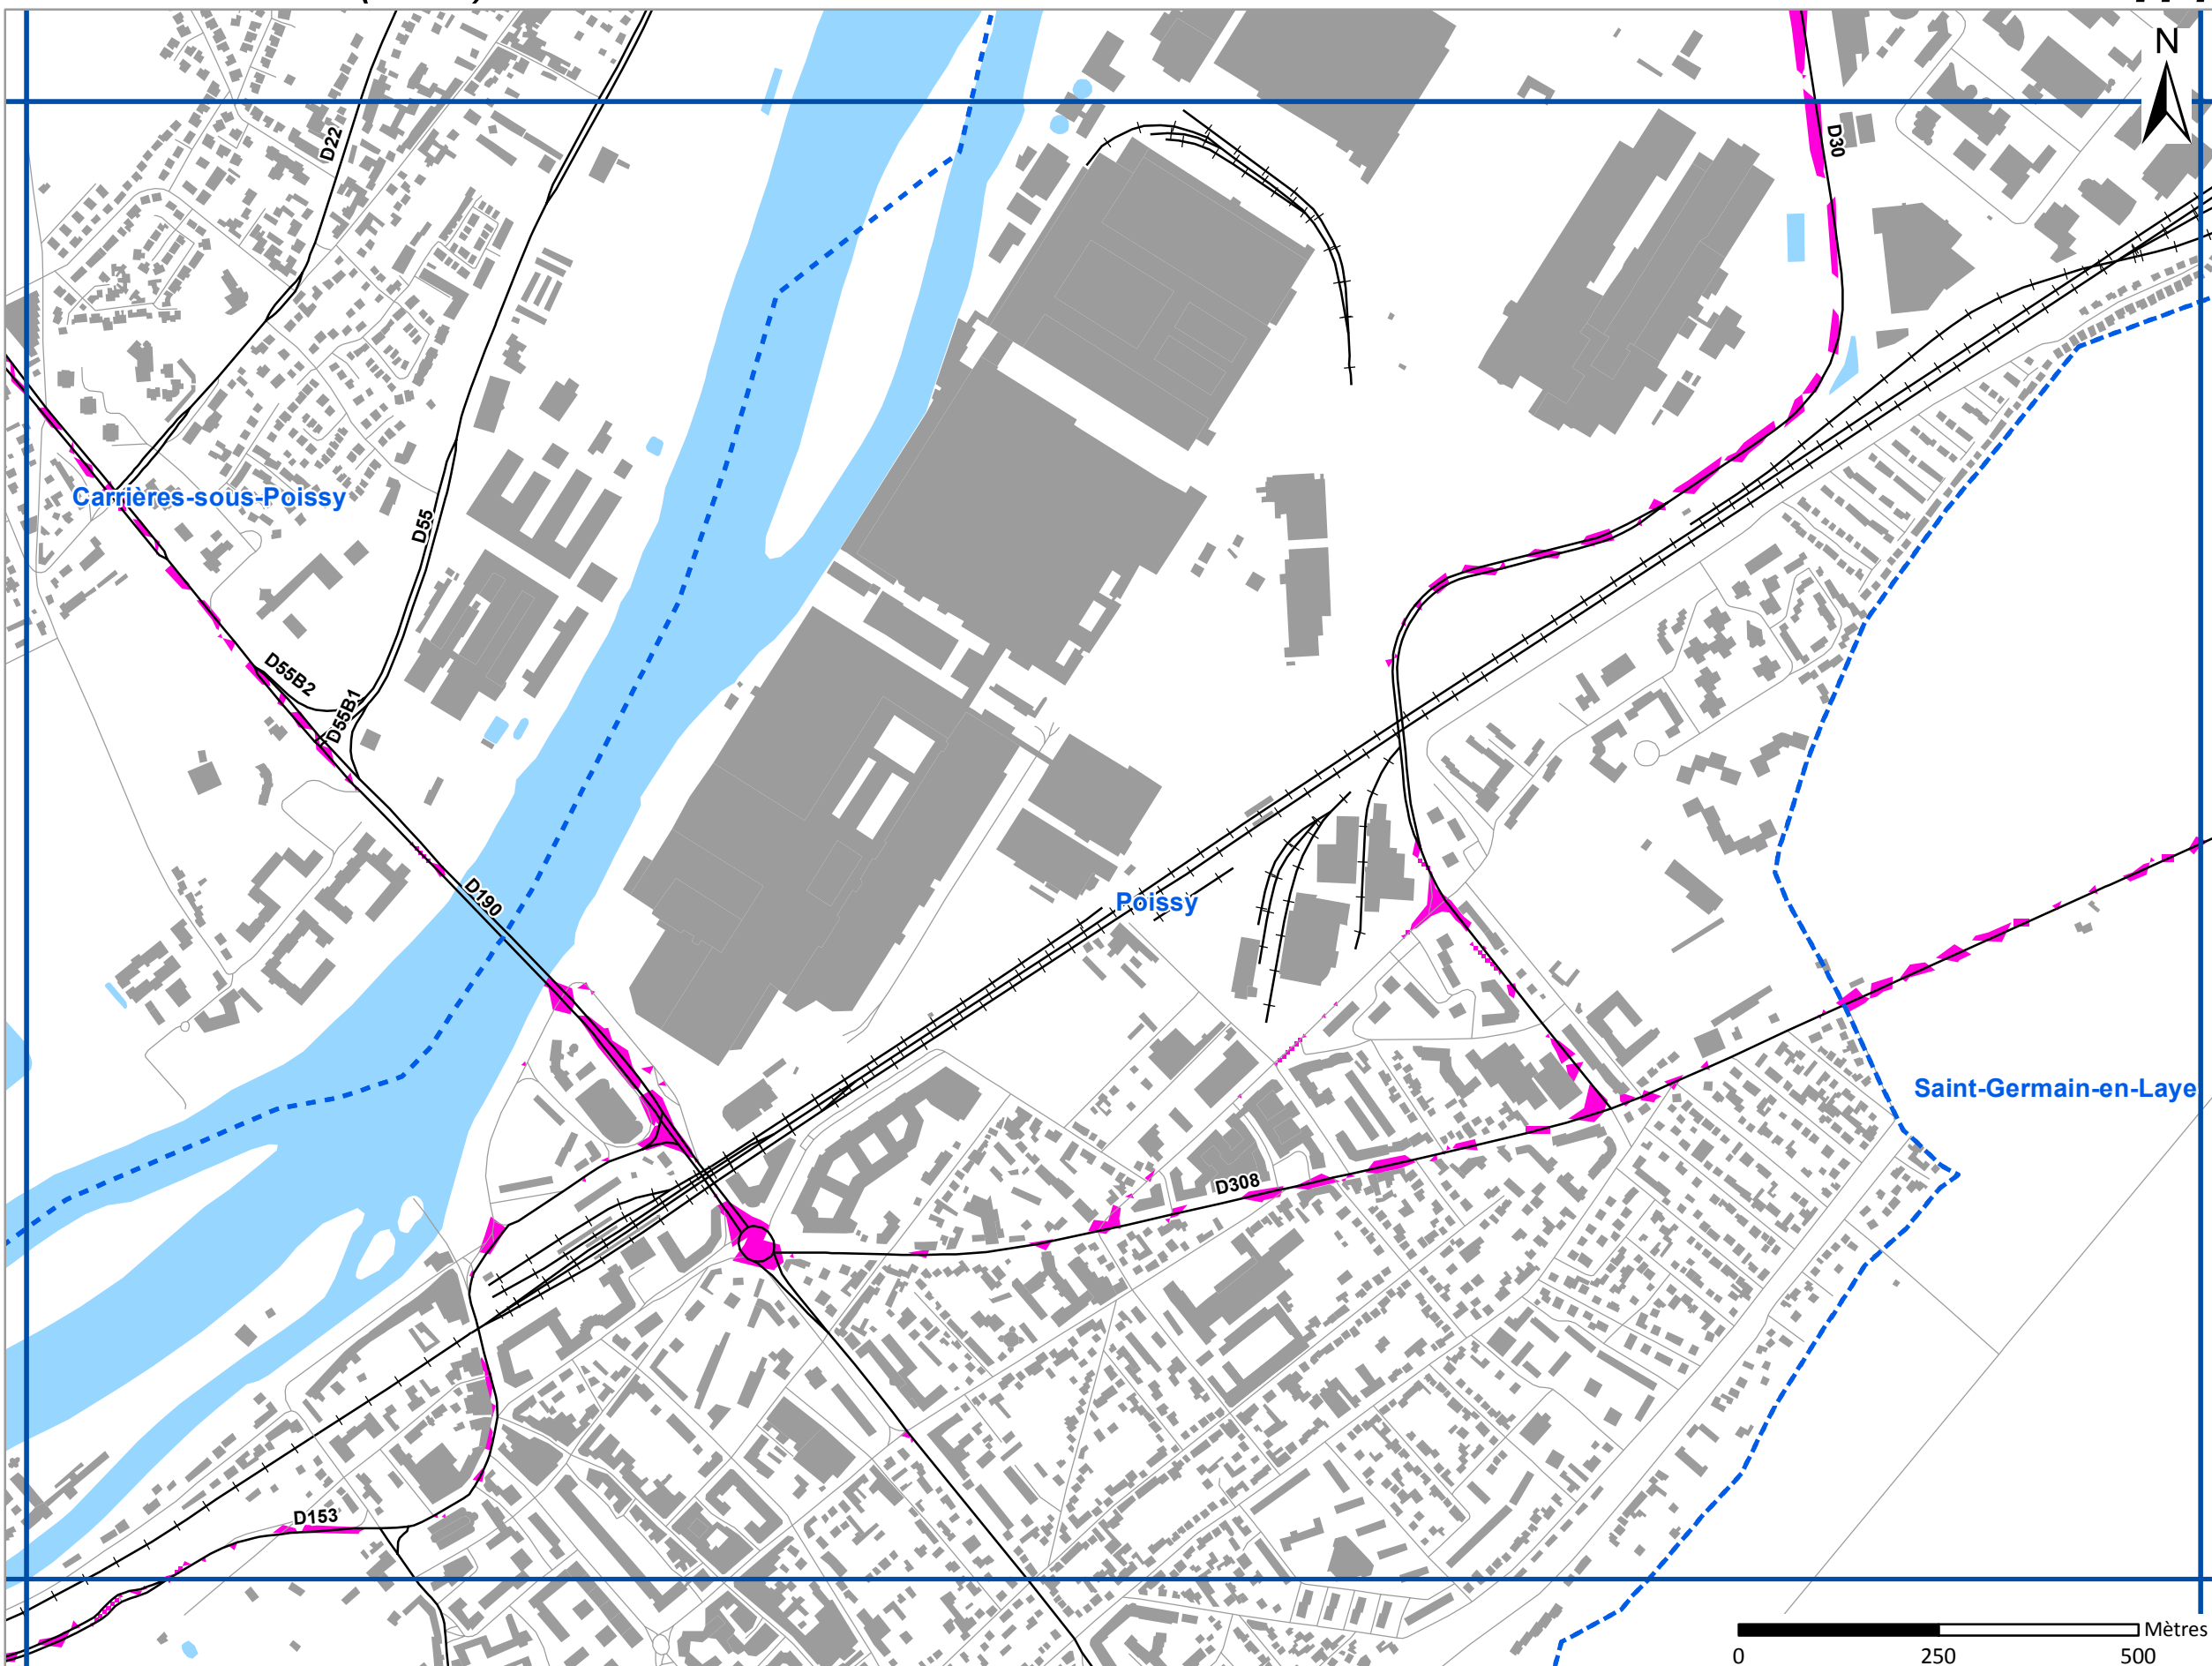 N
D22
D30
Carrières-sous-Poissy
D55
D55B2
D55B1
D190
Poissy
Saint-Germain-en-Laye
D308
D153
Mètres
0 250 500